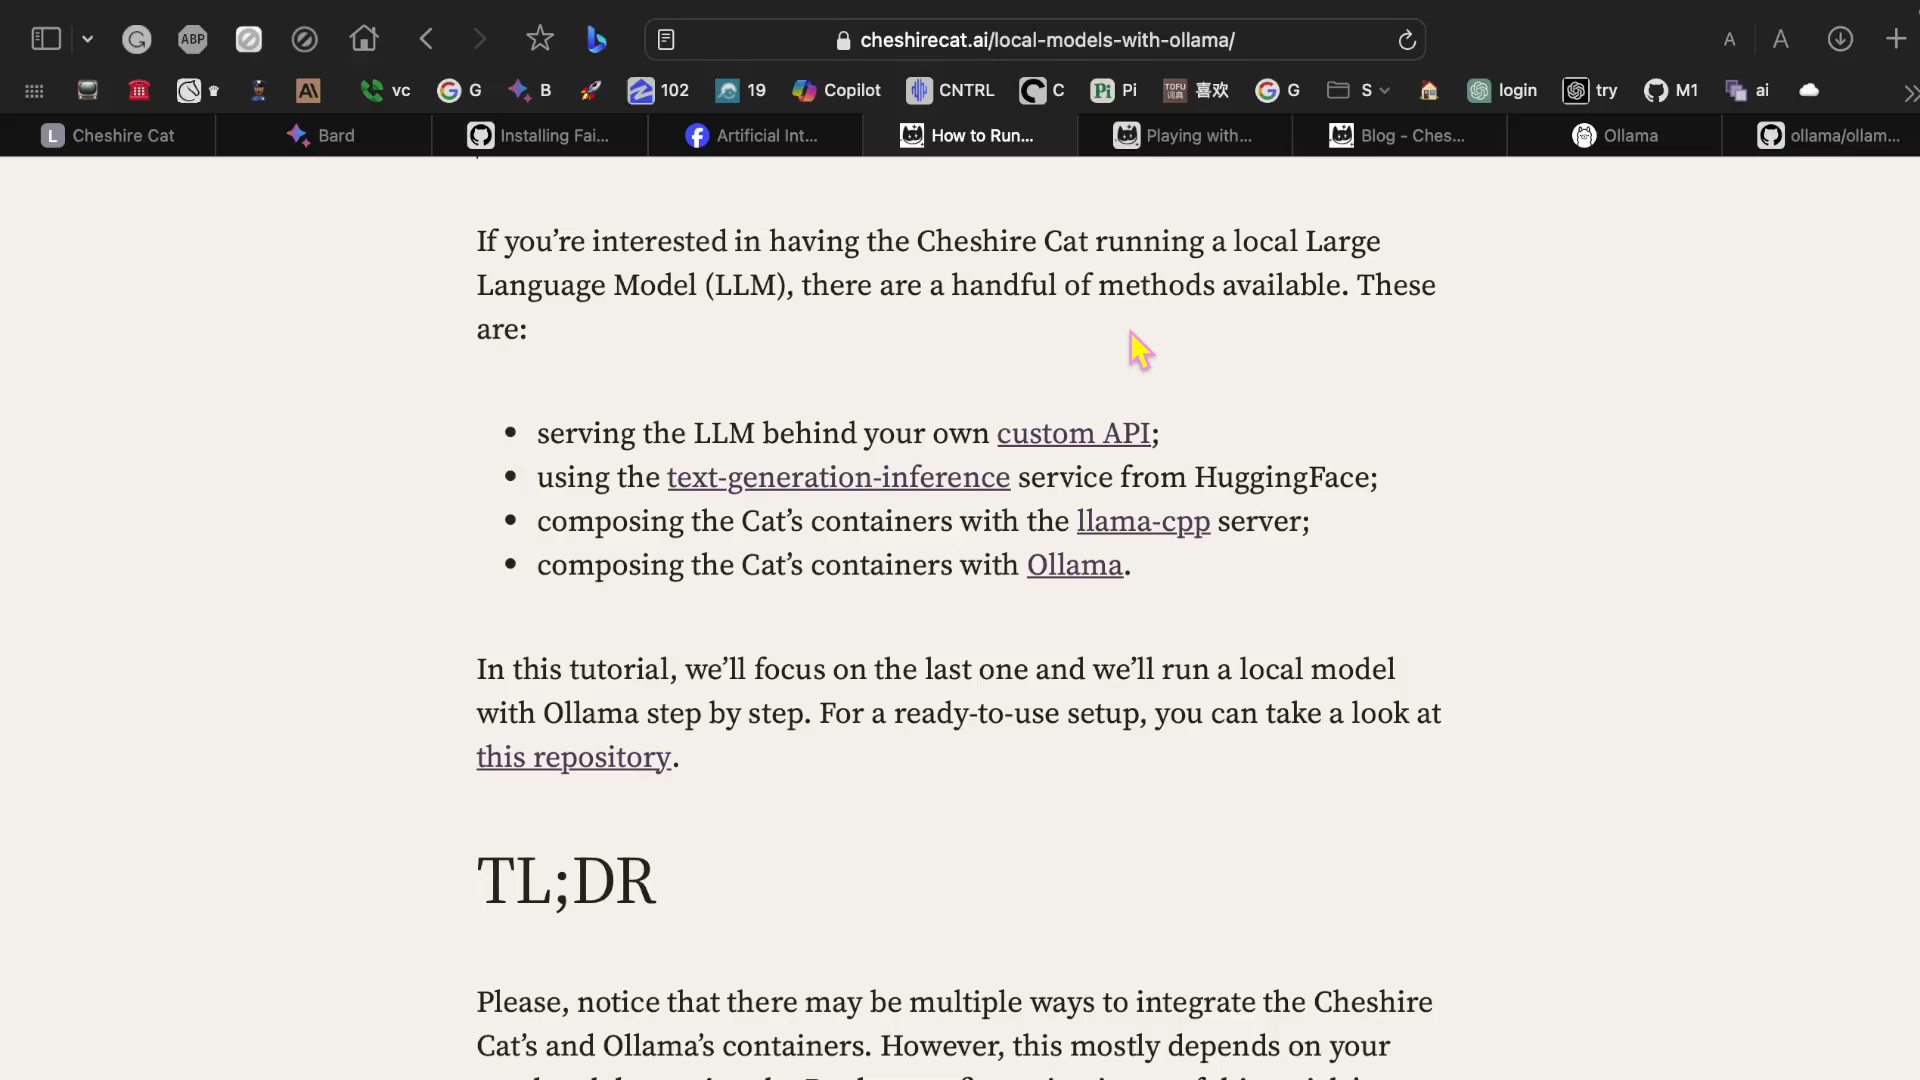 ABP
cheshirecat.ai/local-models-with-ollama/
A A
vc G B 102 19 Copilot CNTRL C Pi 喜欢 G S login try M1 ai
L Cheshire Cat Bard Installing Fai... Artificial Int... How to Run... Playing with... Blog - Ches... Ollama ollama/ollam...
If you’re interested in having the Cheshire Cat running a local Large
Language Model (LLM), there are a handful of methods available. These
are:
• serving the LLM behind your own custom API;
• using the text-generation-inference service from HuggingFace;
• composing the Cat’s containers with the llama-cpp server;
• composing the Cat’s containers with Ollama.
In this tutorial, we’ll focus on the last one and we’ll run a local model
with Ollama step by step. For a ready-to-use setup, you can take a look at
this repository.
TL;DR
Please, notice that there may be multiple ways to integrate the Cheshire
Cat’s and Ollama’s containers. However, this mostly depends on your